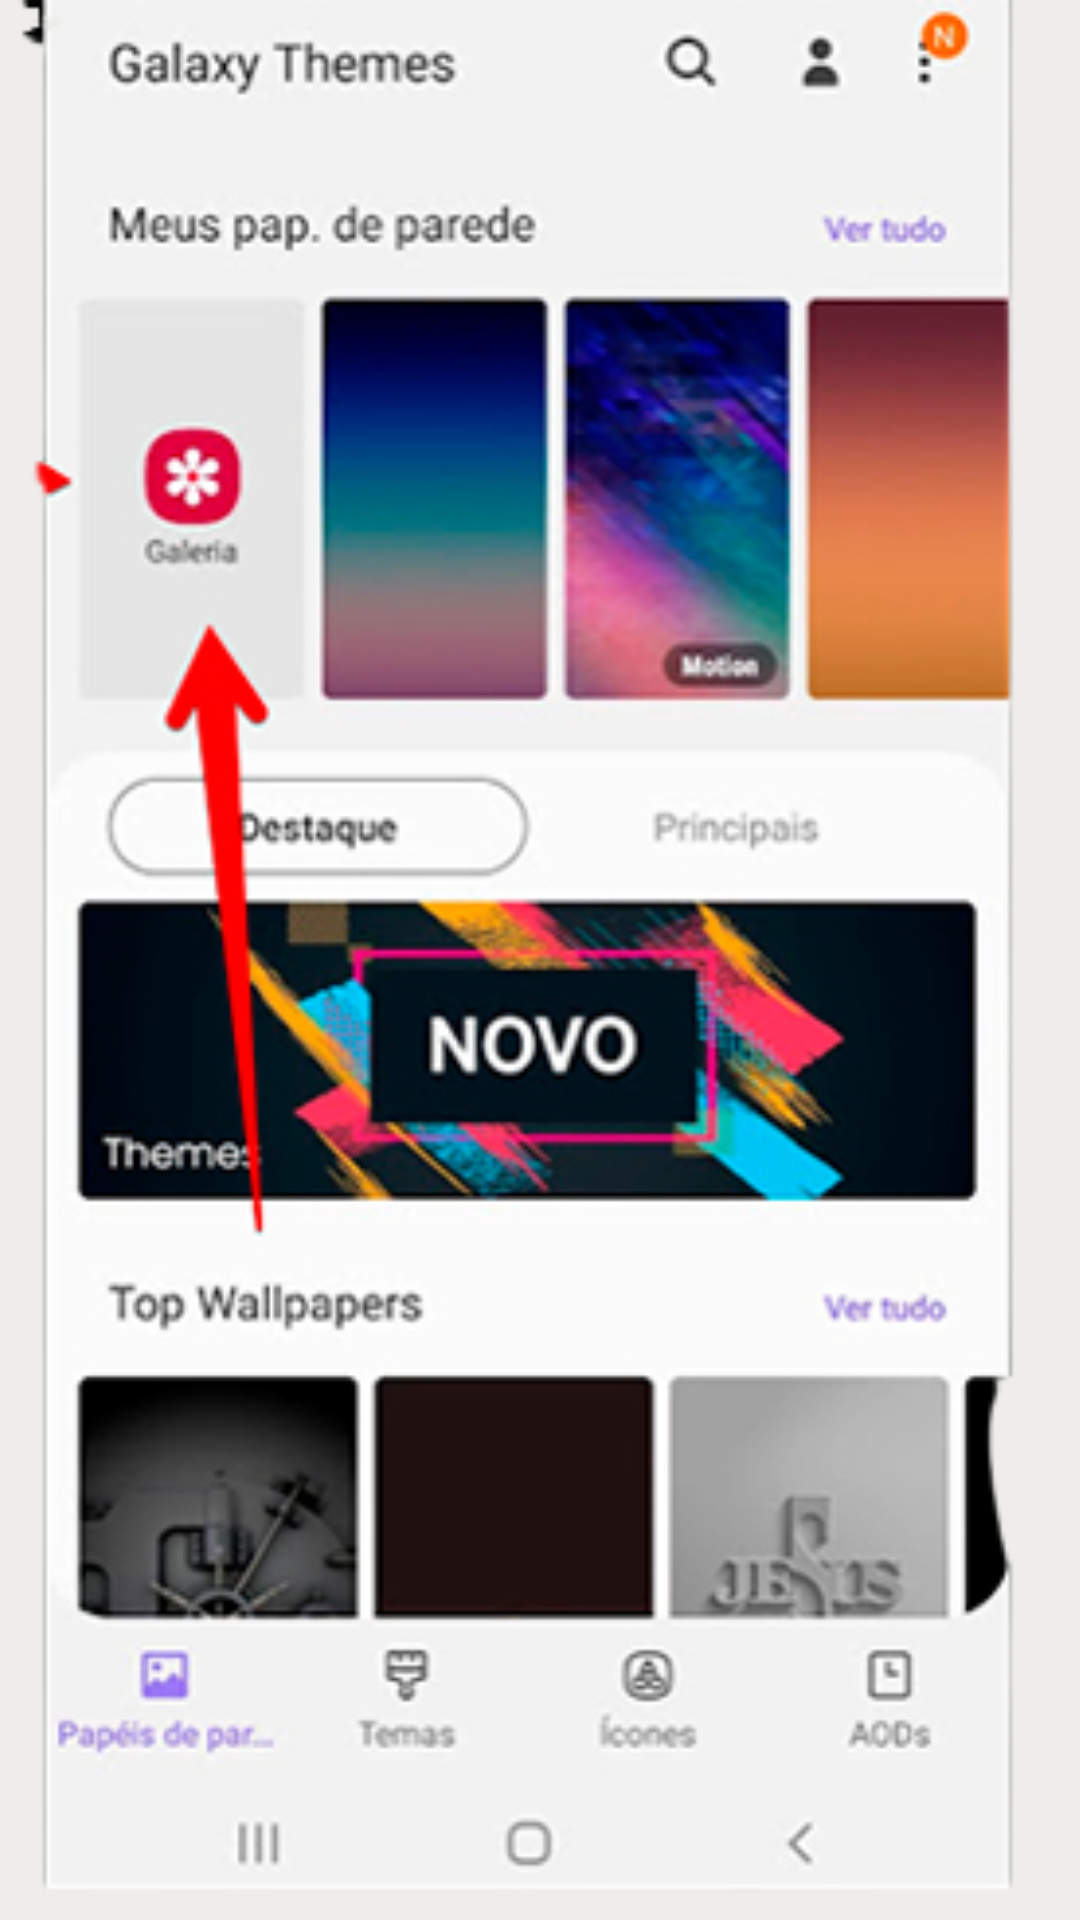 Galaxy Themes
N
Meus pap. de parede
Ver tudo
Galeria
Motion
Destaque
Principais
NOVO
Themes
Top Wallpapers
Ver tudo
JESUS
Papéis de par...
Temas
Ícones
AODs